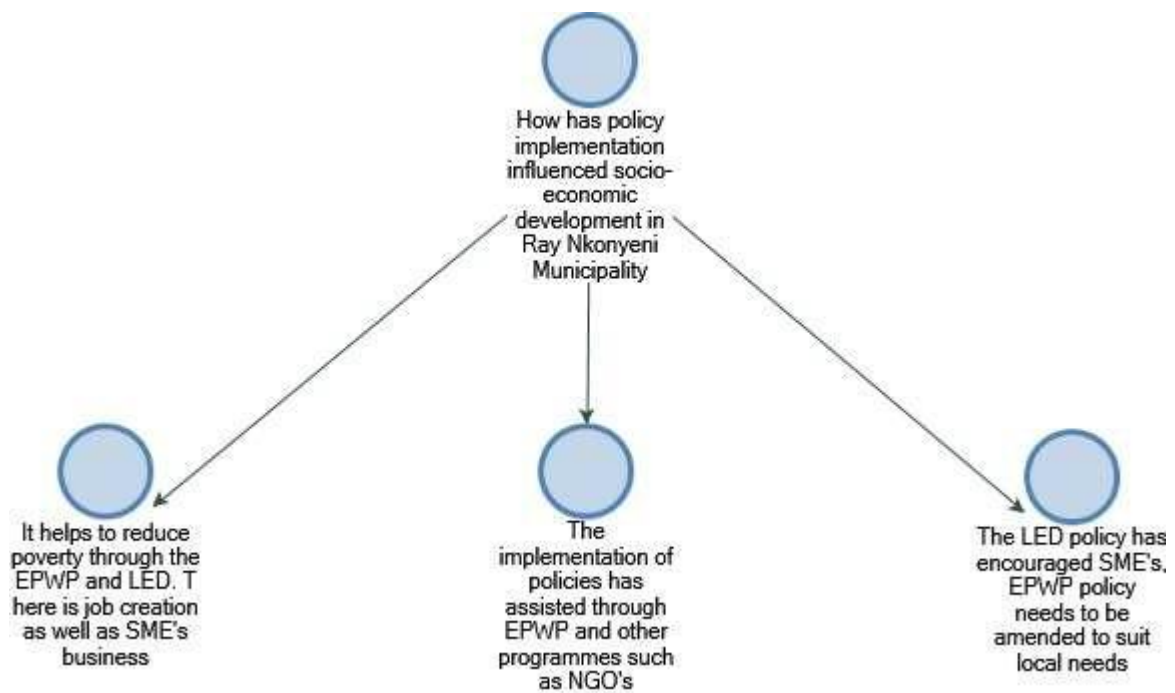 How has policy
implementation
influenced socio-
economic
development in
Ray Nkonyeni
Municipality
It helps to reduce
poverty through the
EPWP and LED. T
here is job creation
as well as SME's
business
The
implementation of
policies has
assisted through
EPWP and other
programmes such
as NGO's
The LED policy has
encouraged SME's,
EPWP policy
needs to be
amended to suit
local needs